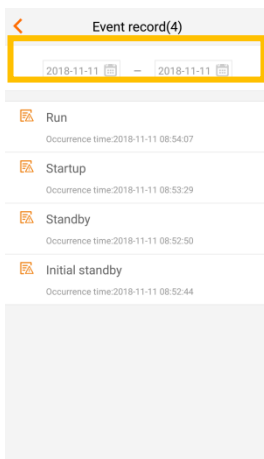 Event record(4)
2018-11-11 – 2018-11-11
Run
Occurrence time:2018-11-11 08:54:07
Startup
Occurrence time:2018-11-11 08:53:29
Standby
Occurrence time:2018-11-11 08:52:50
Initial standby
Occurrence time:2018-11-11 08:52:44